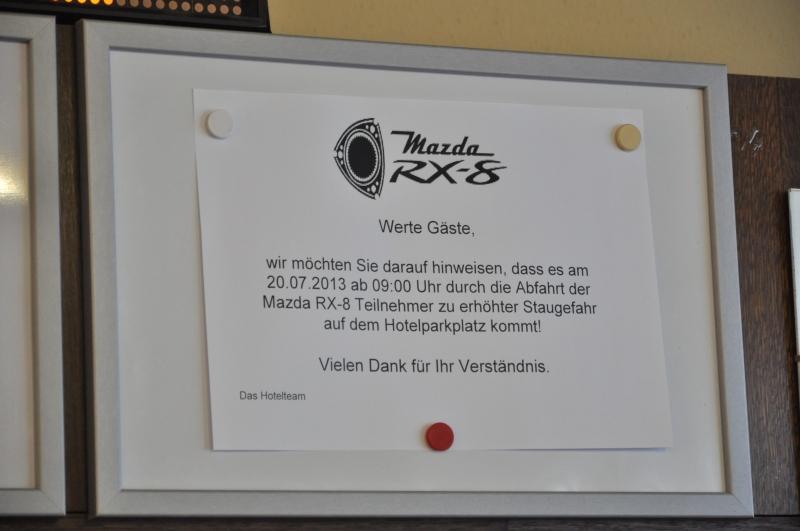 Mazda
RX-8
Werte Gäste,
wir möchten Sie darauf hinweisen, dass es am
20.07.2013 ab 09:00 Uhr durch die Abfahrt der
Mazda RX-8 Teilnehmer zu erhöhter Staugefahr
auf dem Hotelparkplatz kommt!
Vielen Dank für Ihr Verständnis.
Das Hotelteam